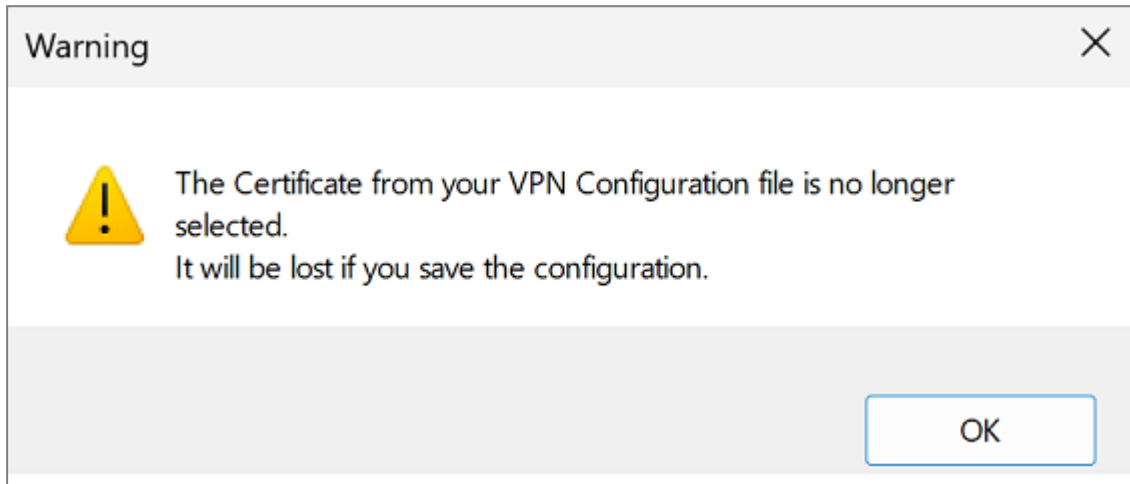 Warning
The Certificate from your VPN Configuration file is no longer
selected.
It will be lost if you save the configuration.
OK